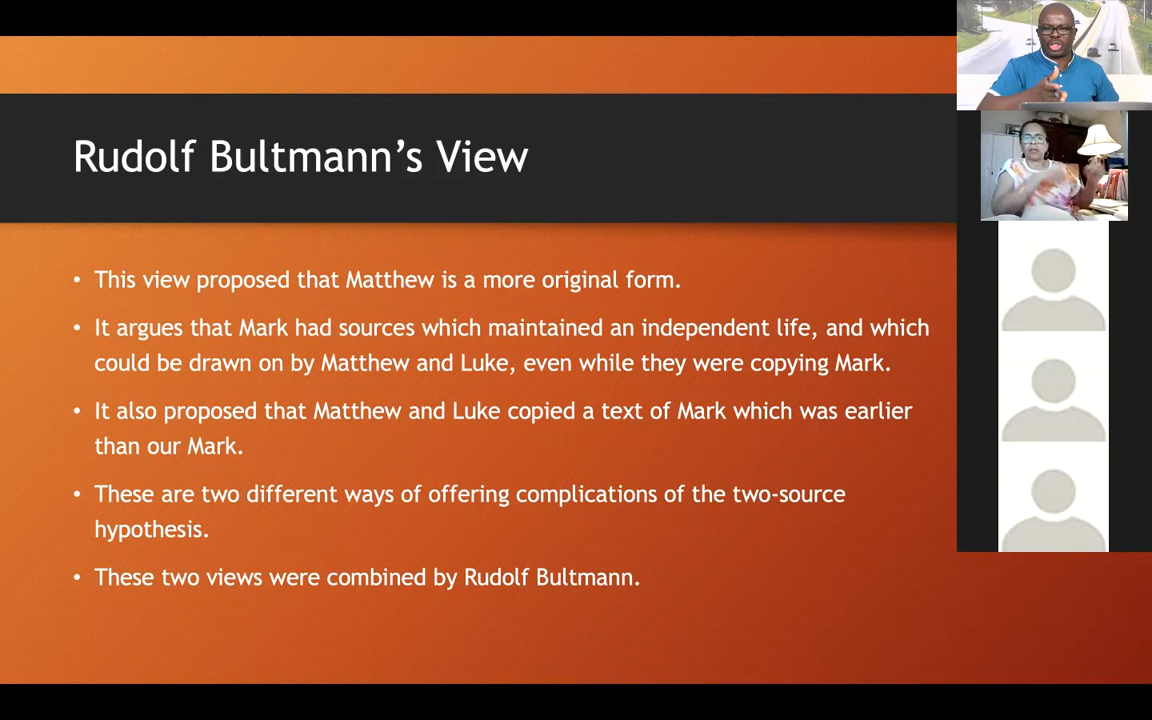 Rudolf Bultmann’s View
• This view proposed that Matthew is a more original form.
• It argues that Mark had sources which maintained an independent life, and which
could be drawn on by Matthew and Luke, even while they were copying Mark.
• It also proposed that Matthew and Luke copied a text of Mark which was earlier
than our Mark.
• These are two different ways of offering complications of the two-source
hypothesis.
• These two views were combined by Rudolf Bultmann.